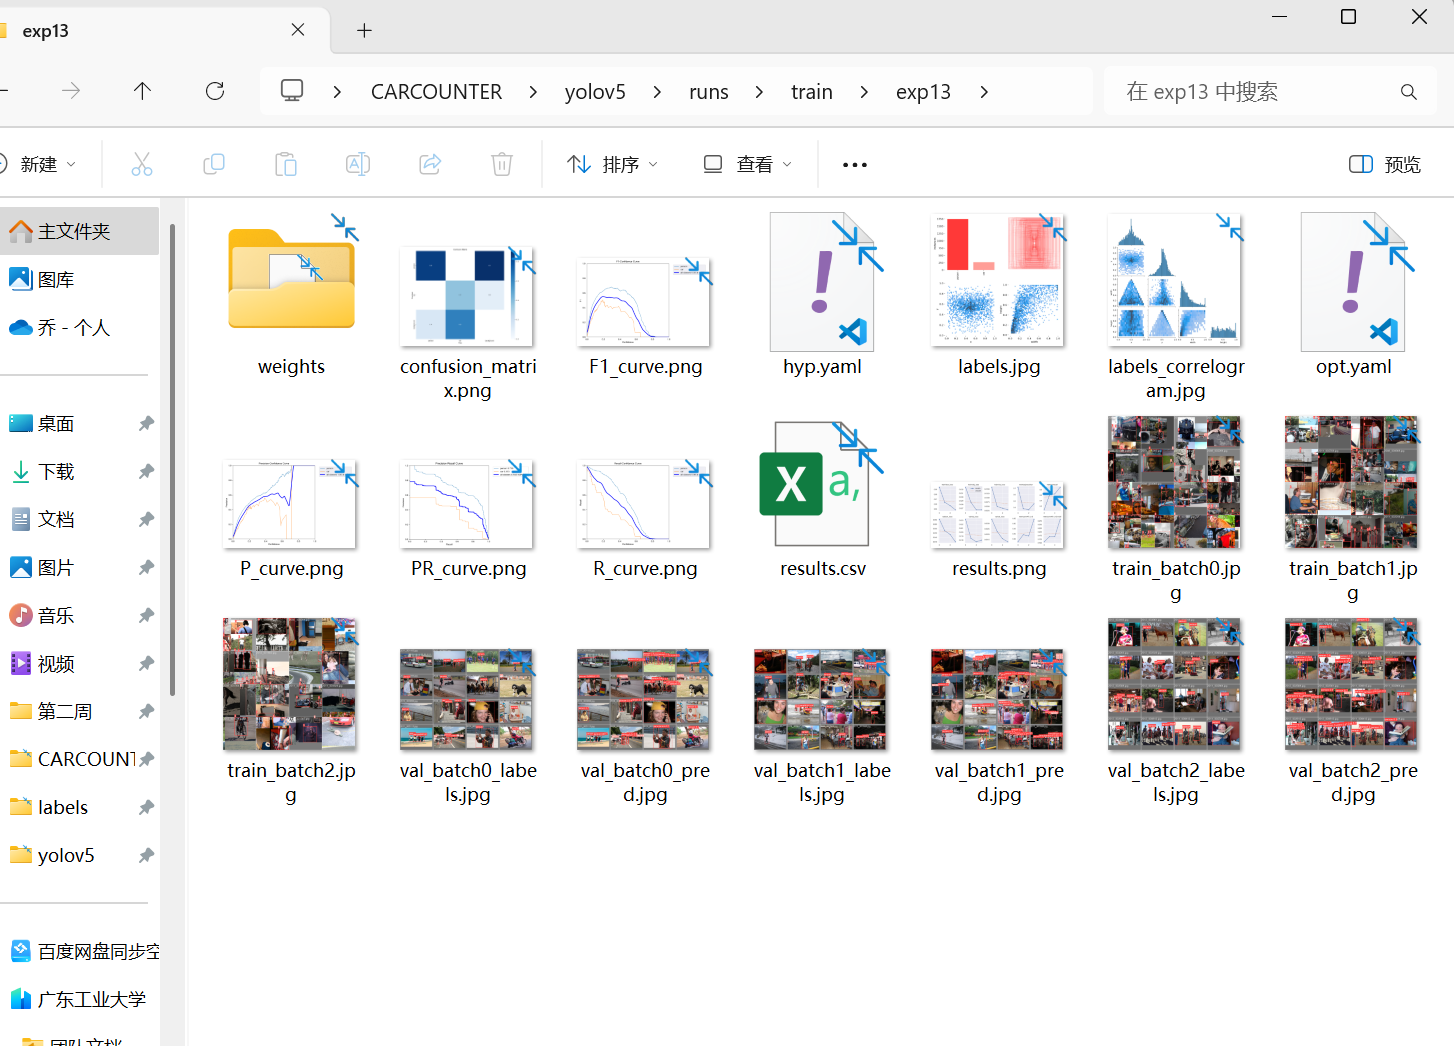 exp13
CARCOUNTER
yolov5
runs
train
exp13
在 exp13 中搜索
新建
排序
查看
预览
主文件夹
图库
乔 - 个人
桌面
下载
文档
图片
音乐
视频
第二周
CARCOUNT
labels
yolov5
百度网盘同步空
广东工业大学
团队文档
weights
confusion_matri
x.png
F1_curve.png
hyp.yaml
labels.jpg
labels_correlogr
am.jpg
opt.yaml
P_curve.png
PR_curve.png
R_curve.png
X a,
results.csv
results.png
train_batch0.jp
g
train_batch1.jp
g
train_batch2.jp
g
val_batch0_labe
ls.jpg
val_batch0_pre
d.jpg
val_batch1_labe
ls.jpg
val_batch1_pre
d.jpg
val_batch2_labe
ls.jpg
val_batch2_pre
d.jpg